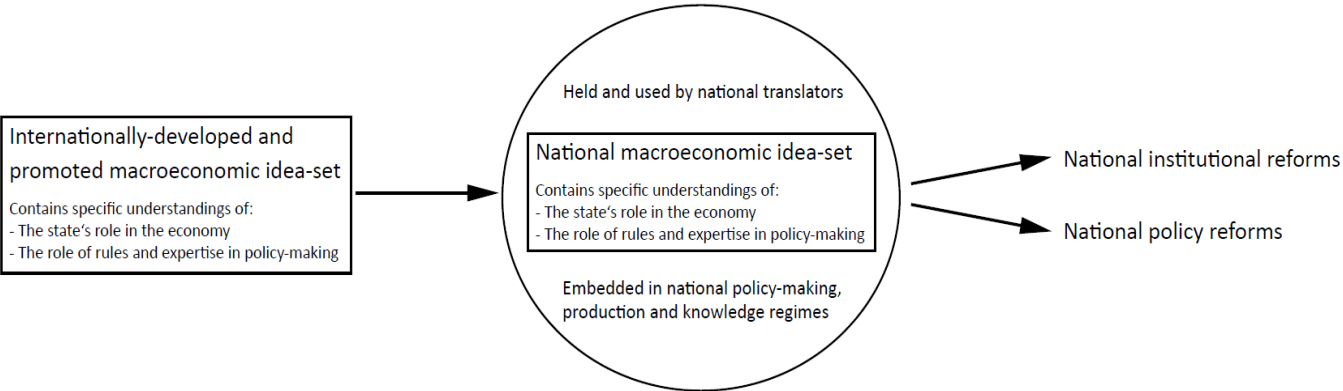 Internationally-developed and
promoted macroeconomic idea-set
Contains specific understandings of:
- The state‘s role in the economy
- The role of rules and expertise in policy-making
Held and used by national translators
National macroeconomic idea-set
Contains specific understandings of:
- The state‘s role in the economy
- The role of rules and expertise in policy-making
Embedded in national policy-making,
production and knowledge regimes
National institutional reforms
National policy reforms